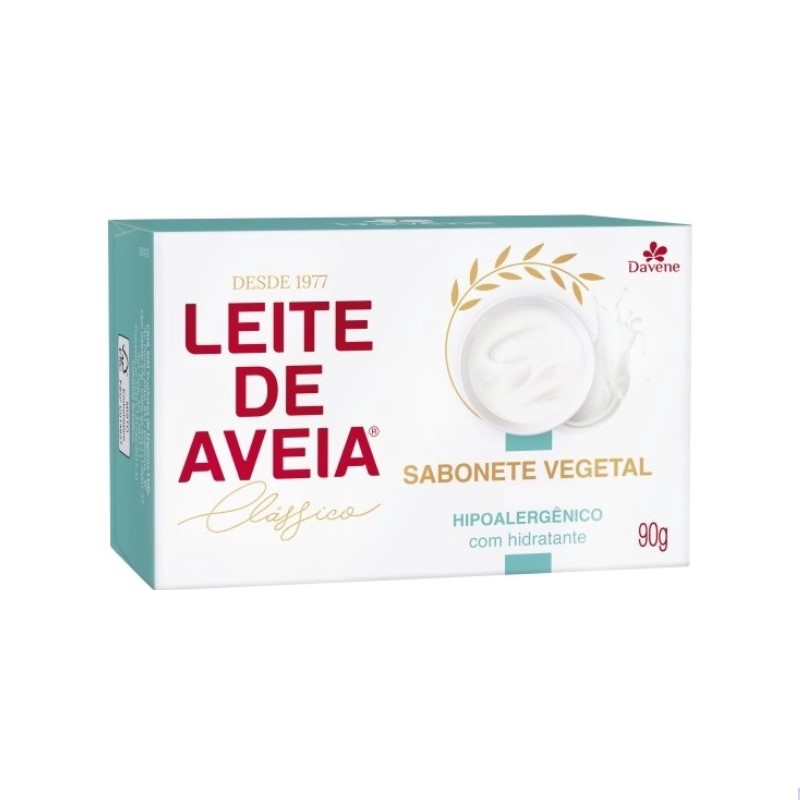 DESDE 1977
LEITE
DE
AVEIA®
Clássico
Davene
SABONETE VEGETAL
HIPOALERGÊNICO
com hidratante
90g